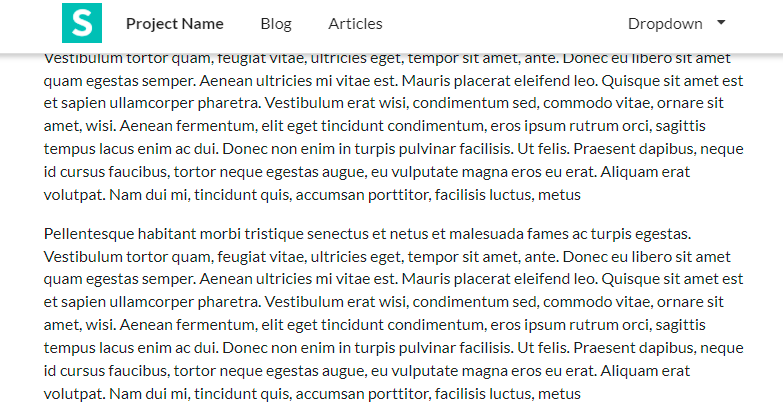 S
Project Name
Blog
Articles
Dropdown
Vestibulum tortor quam, feugiat vitae, ultricies eget, tempor sit amet, ante. Donec eu libero sit amet
quam egestas semper. Aenean ultricies mi vitae est. Mauris placerat eleifend leo. Quisque sit amet est
et sapien ullamcorper pharetra. Vestibulum erat wisi, condimentum sed, commodo vitae, ornare sit
amet, wisi. Aenean fermentum, elit eget tincidunt condimentum, eros ipsum rutrum orci, sagittis
tempus lacus enim ac dui. Donec non enim in turpis pulvinar facilisis. Ut felis. Praesent dapibus, neque
id cursus faucibus, tortor neque egestas augue, eu vulputate magna eros eu erat. Aliquam erat
volutpat. Nam dui mi, tincidunt quis, accumsan porttitor, facilisis luctus, metus
Pellentesque habitant morbi tristique senectus et netus et malesuada fames ac turpis egestas.
Vestibulum tortor quam, feugiat vitae, ultricies eget, tempor sit amet, ante. Donec eu libero sit amet
quam egestas semper. Aenean ultricies mi vitae est. Mauris placerat eleifend leo. Quisque sit amet est
et sapien ullamcorper pharetra. Vestibulum erat wisi, condimentum sed, commodo vitae, ornare sit
amet, wisi. Aenean fermentum, elit eget tincidunt condimentum, eros ipsum rutrum orci, sagittis
tempus lacus enim ac dui. Donec non enim in turpis pulvinar facilisis. Ut felis. Praesent dapibus, neque
id cursus faucibus, tortor neque egestas augue, eu vulputate magna eros eu erat. Aliquam erat
volutpat. Nam dui mi, tincidunt quis, accumsan porttitor, facilisis luctus, metus